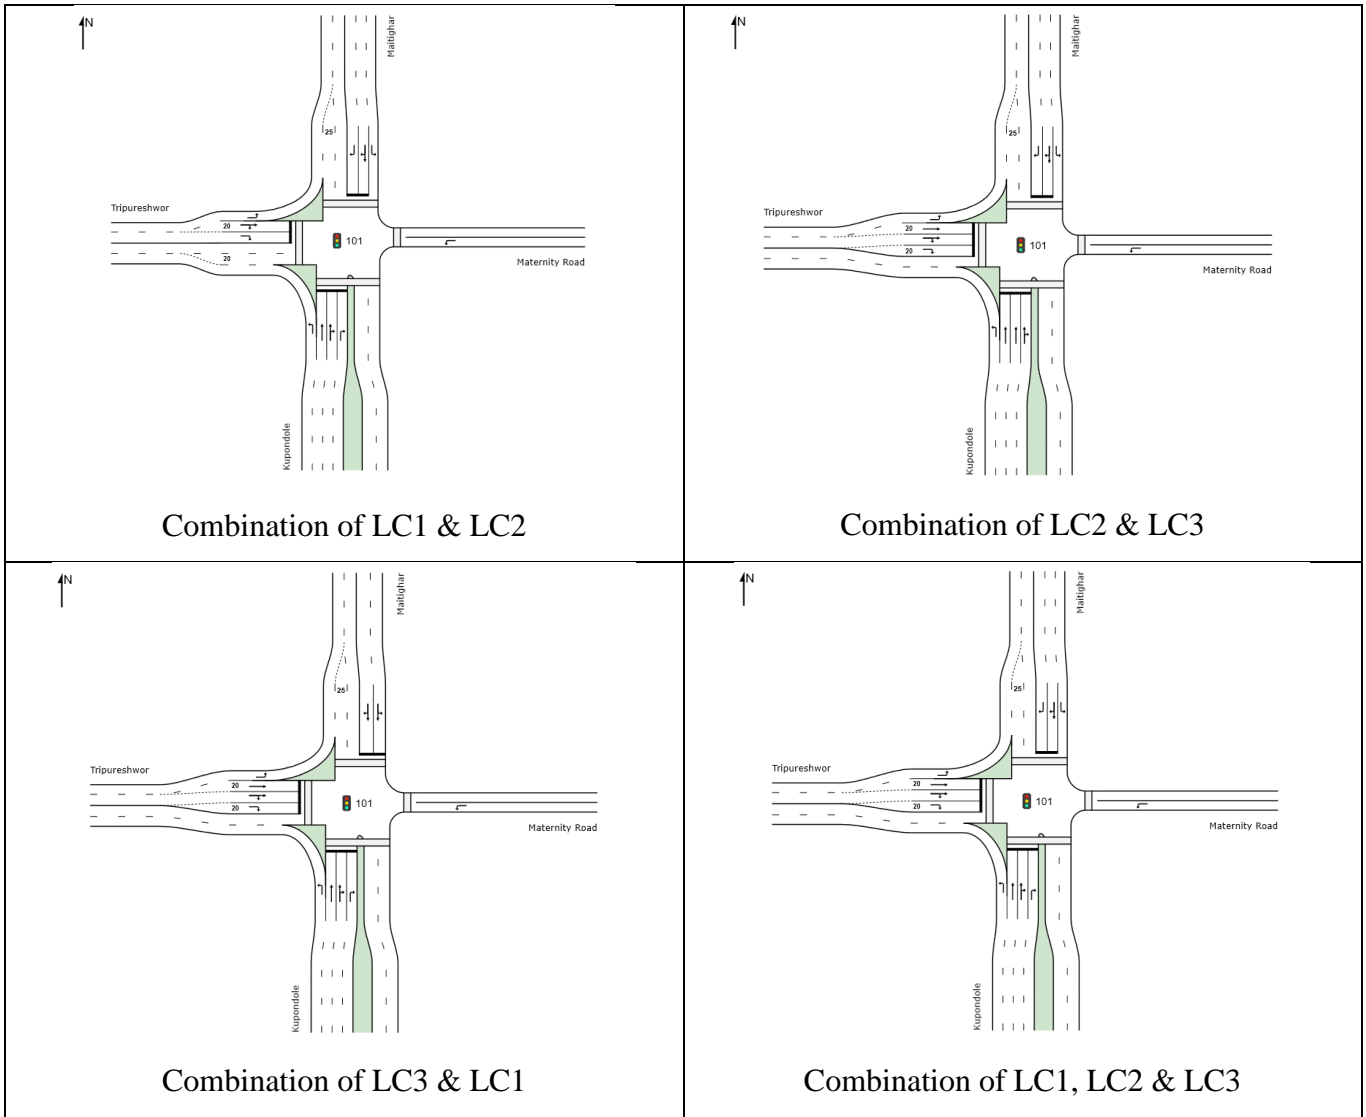 N
Maitighar
25
Tripureshwor
20
20
101
Maternity Road
Kupondole
Combination of LC1 & LC2
N
Maitighar
25
Tripureshwor
20
20
101
Maternity Road
Kupondole
Combination of LC2 & LC3
N
Maitighar
25
Tripureshwor
20
20
101
Maternity Road
Kupondole
Combination of LC3 & LC1
N
Maitighar
25
Tripureshwor
20
20
101
Maternity Road
Kupondole
Combination of LC1, LC2 & LC3